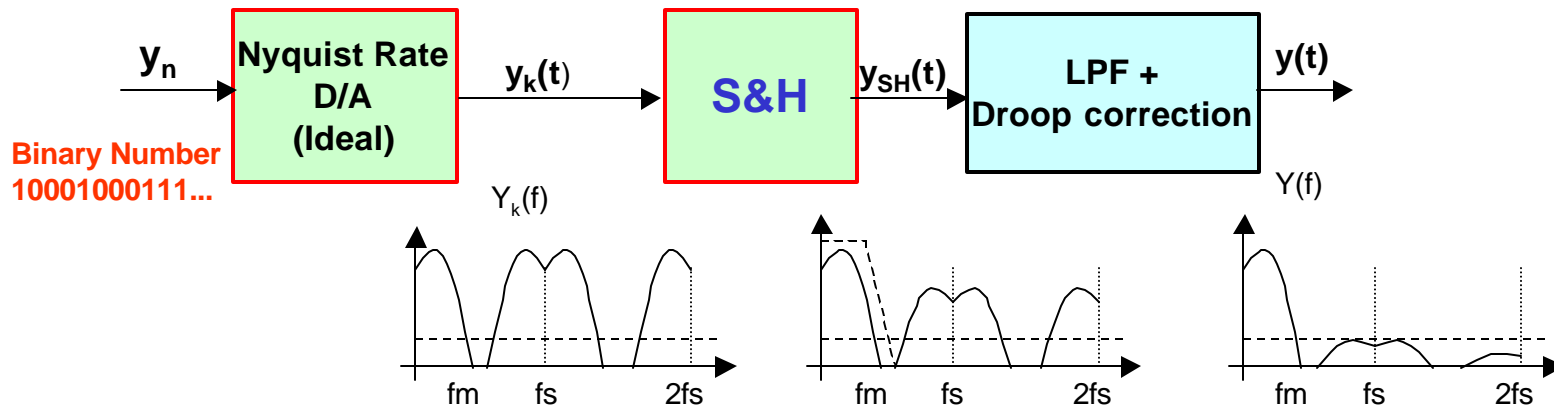 yn
Nyquist Rate
D/A
(Ideal)
yk(t)
S&H
ySH(t)
LPF +
Droop correction
y(t)
Binary Number
10001000111...
Yk(f)
Y(f)
fm fs 2fs
fm fs 2fs
fm fs 2fs